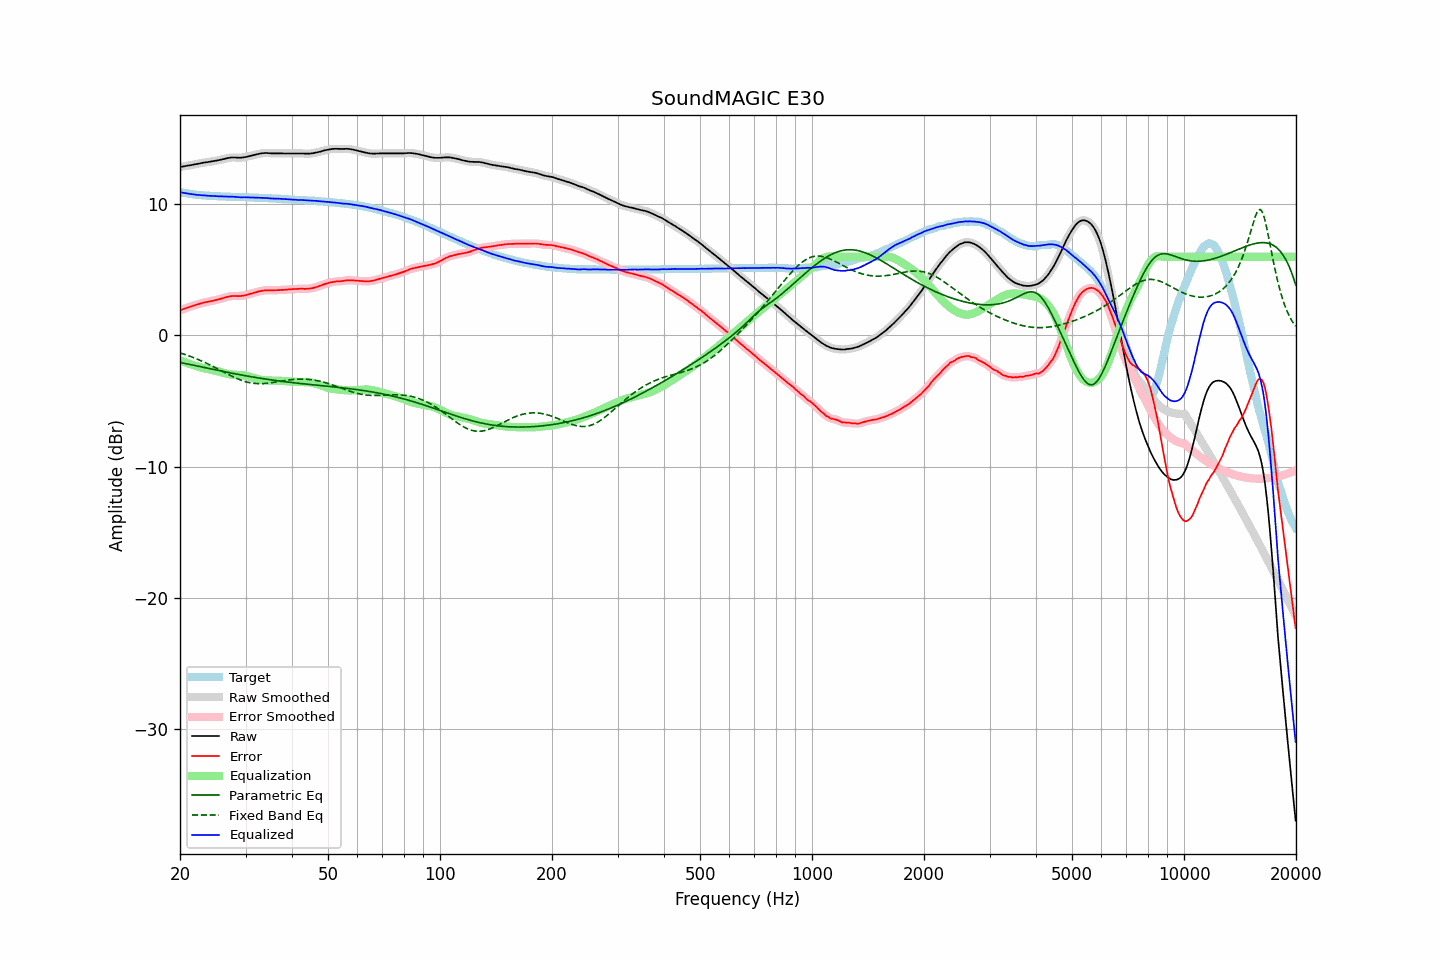 SoundMAGIC E30
10
0
−10
−20
−30
Amplitude (dBr)
Target
Raw Smoothed
Error Smoothed
Raw
Error
Equalization
Parametric Eq
Fixed Band Eq
Equalized
20 50 100 200 500 1000 2000 5000 10000 20000
Frequency (Hz)